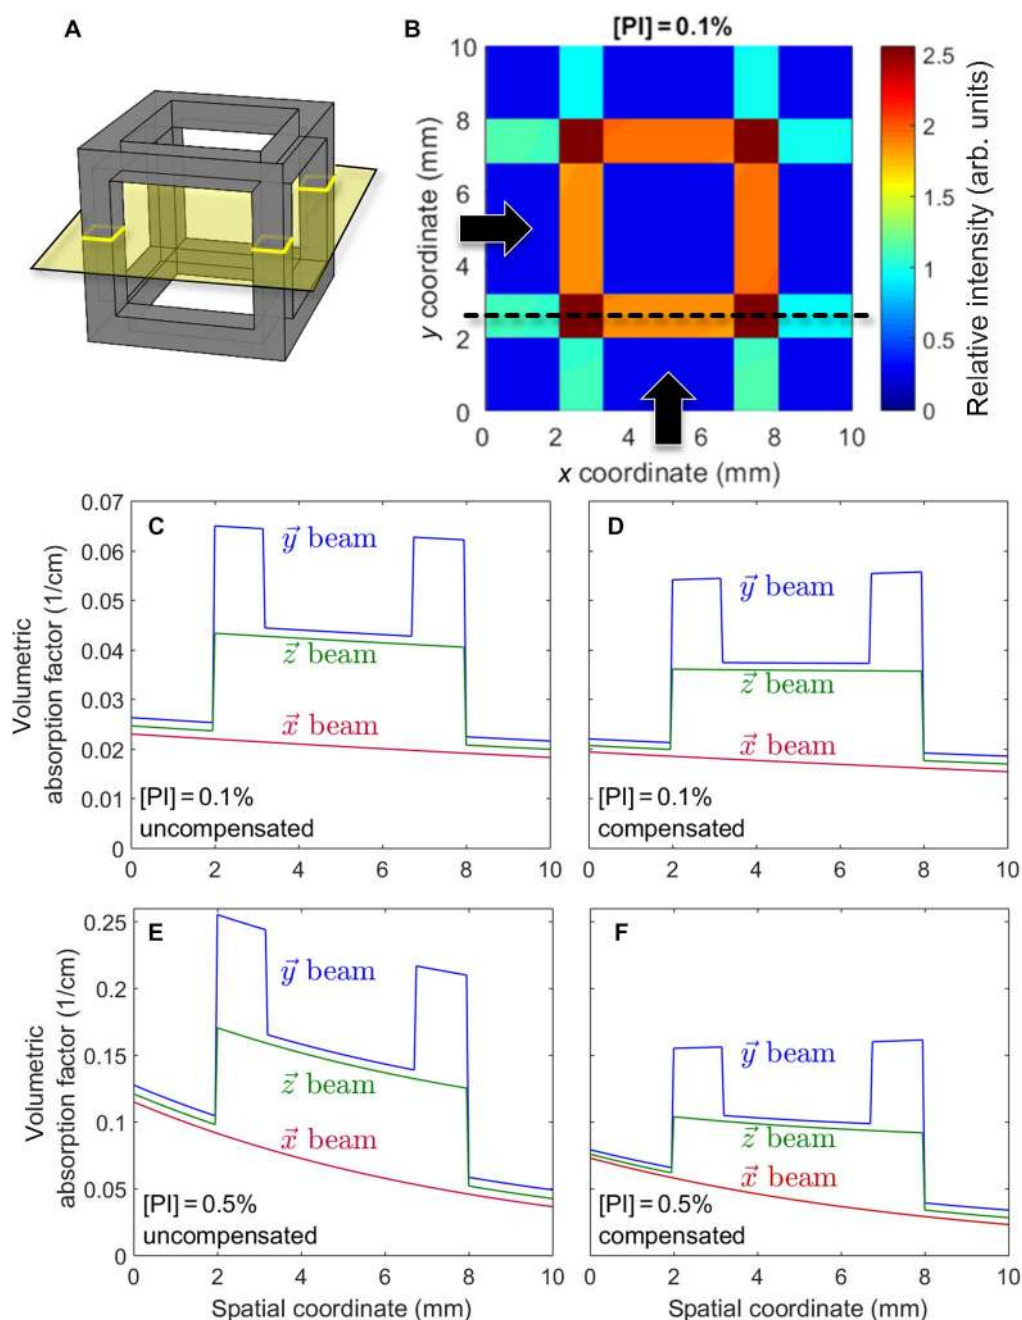 A
B
[PI] = 0.1%
10
8
6
4
2
0
y coordinate (mm)
0 2 4 6 8 10
x coordinate (mm)
2.5
2
1.5
1
0.5
0
Relative intensity (arb. units)
C
0.07
0.06
0.05
0.04
0.03
0.02
0.01
0
Volumetric
absorption factor (1/cm)
y⃗ beam
z⃗ beam
x⃗ beam
[PI] = 0.1%
uncompensated
0 2 4 6 8 10
D
y⃗ beam
z⃗ beam
x⃗ beam
[PI] = 0.1%
compensated
0 2 4 6 8 10
E
0.25
0.2
0.15
0.1
0.05
0
Volumetric
absorption factor (1/cm)
y⃗ beam
z⃗ beam
x⃗ beam
[PI] = 0.5%
uncompensated
0 2 4 6 8 10
Spatial coordinate (mm)
F
y⃗ beam
z⃗ beam
x⃗ beam
[PI] = 0.5%
compensated
0 2 4 6 8 10
Spatial coordinate (mm)